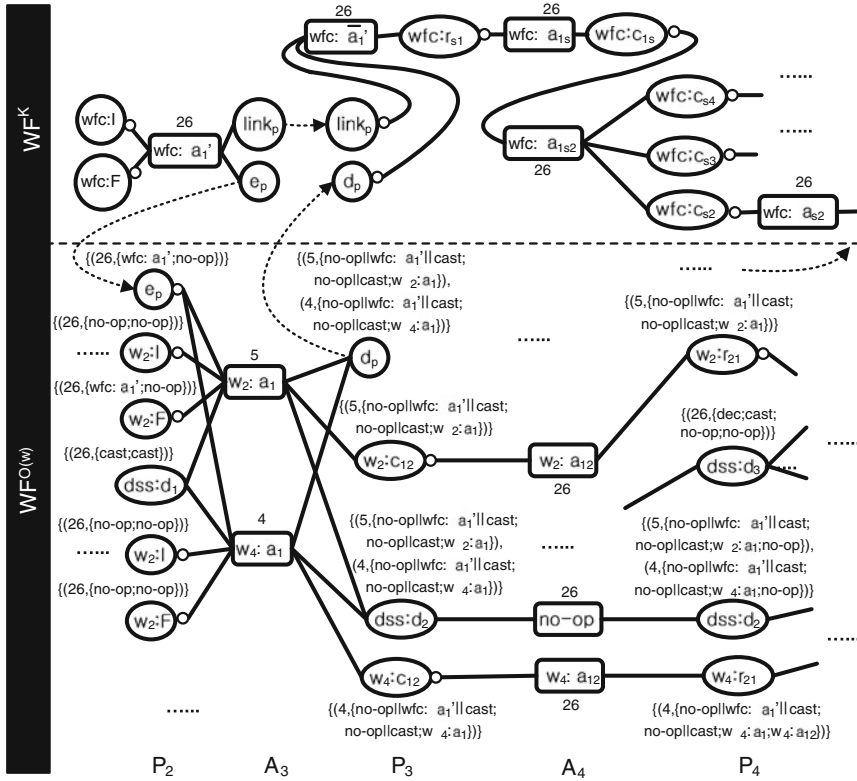 WF^K
26
wfc: a̅₁'
wfc:r_s1
26
wfc: a_1s
wfc:c_1s
......
wfc:I
26
wfc: a₁'
link_p
link_p
wfc:c_s4
......
wfc:F
e_p
d_p
wfc: a_1s2
26
wfc;c_s3
26
wfc:c_s2
wfc: a_s2
WF^O(w)
{(26,{wfc: a₁';no-op})}
e_p
{(5,{no-op||wfc: a₁'||cast;
no-op||cast;w ₂:a₁}),
(4,{no-op||wfc: a₁'||cast;
no-op||cast;w ₄:a₁})}
......
{(5,{no-op||wfc: a₁'||cast;
no-op||cast;w ₂:a₁})}
{(26,{no-op;no-op})}
...... w₂:I
5
w₂: a₁
d_p
......
w₂:r₂₁
{(26,{wfc: a₁';no-op})}
w₂:F
{(5,{no-op||wfc: a₁'||cast;
no-op||cast;w ₂:a₁})}
w₂:c₁₂
w₂: a₁₂
26
{(26,{dec;cast;
no-op;no-op})}
dss:d₃
......
......
{(26,{cast;cast})}
dss:d₁
4
w₄: a₁
{(26,{no-op;no-op})}
...... w₂:I
{(5,{no-op||wfc: a₁'||cast;
no-op||cast;w ₂:a₁}),
(4,{no-op||wfc: a₁'||cast;
no-op||cast;w ₄:a₁})}
......
{(5,{no-op||wfc: a₁'||cast;
no-op||cast;w ₂:a₁;no-op}),
(4,{no-op||wfc: a₁'||cast;
no-op||cast;w ₄:a₁;no-op})}
{(26,{no-op;no-op})}
w₂:F
dss:d₂
26
no-op
dss:d₂
......
w₄:c₁₂
w₄: a₁₂
26
w₄:r₂₁
{(4,{no-op||wfc: a₁'||cast;
no-op||cast;w ₄:a₁})}
{(4,{no-op||wfc: a₁'||cast;
no-op||cast;w ₄:a₁;w₄:a₁₂})}
......
P₂ A₃ P₃ A₄ P₄